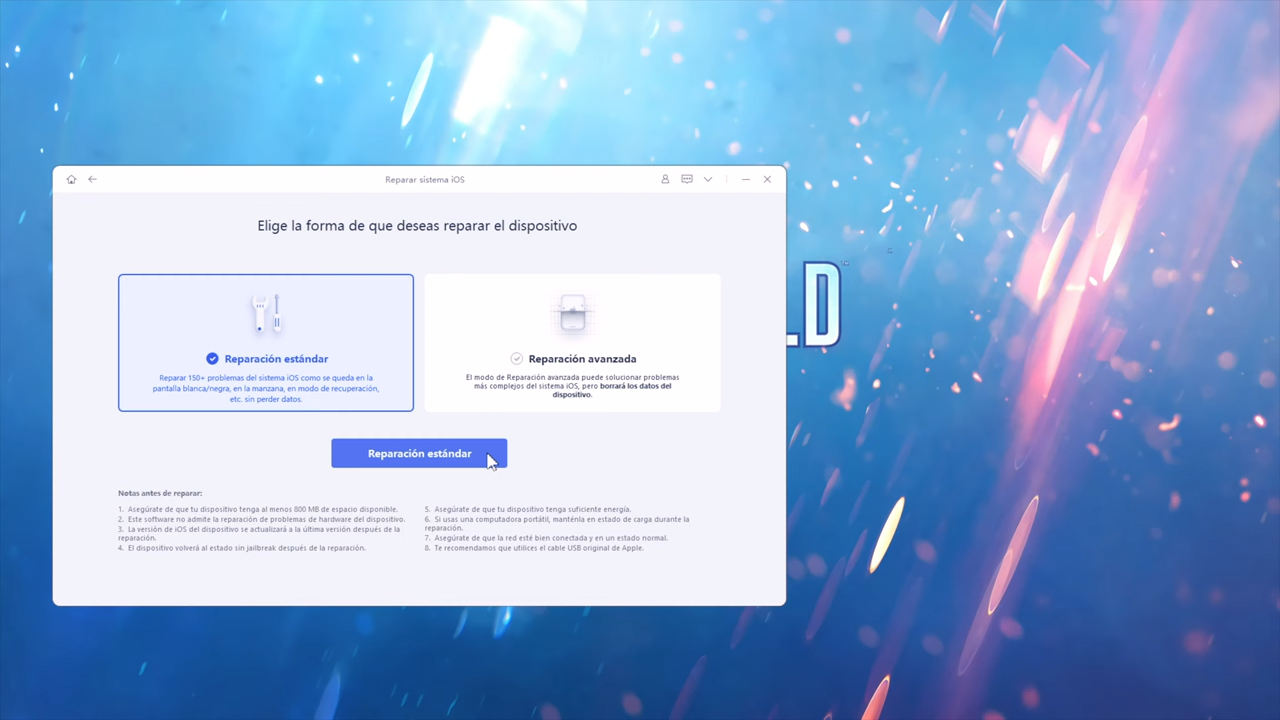 Reparar sistema iOS
Elige la forma de que deseas reparar el dispositivo
Reparación estándar
Reparar 150+ problemas del sistema iOS como se queda en la
pantalla blanca/negra, en la manzana, en modo de recuperación,
etc. sin perder datos.
Reparación avanzada
El modo de Reparación avanzada puede solucionar problemas
más complejos del sistema iOS, pero borrará los datos del
dispositivo.
LD™
Reparación estándar
Notas antes de reparar:
1. Asegúrate de que tu dispositivo tenga al menos 800 MB de espacio disponible.
2. Este software no admite la reparación de problemas de hardware del dispositivo.
3. La versión de iOS del dispositivo se actualizará a la última versión después de la
reparación.
4. El dispositivo volverá al estado sin jailbreak después de la reparación.
5. Asegúrate de que tu dispositivo tenga suficiente energía.
6. Si usas una computadora portátil, manténla en estado de carga durante la
reparación.
7. Asegúrate de que la red esté bien conectada y en un estado normal.
8. Te recomendamos que utilices el cable USB original de Apple.